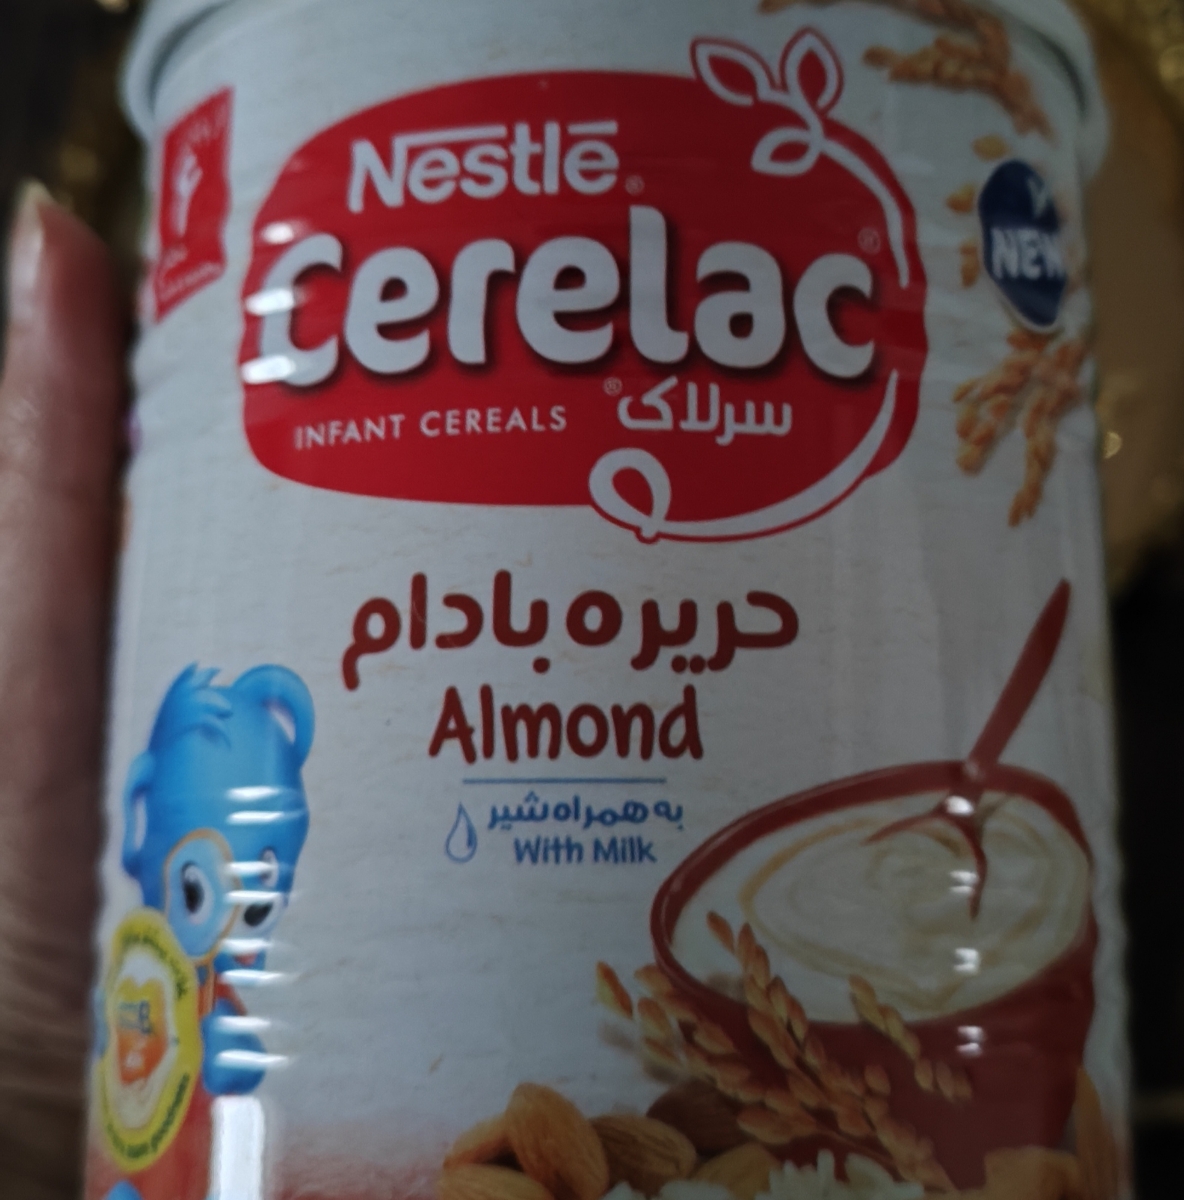 Nestlé®
cerelac®
NEW
INFANT CEREALS
سرلاک®
حریره بادام
Almond
به همراه شیر
With Milk